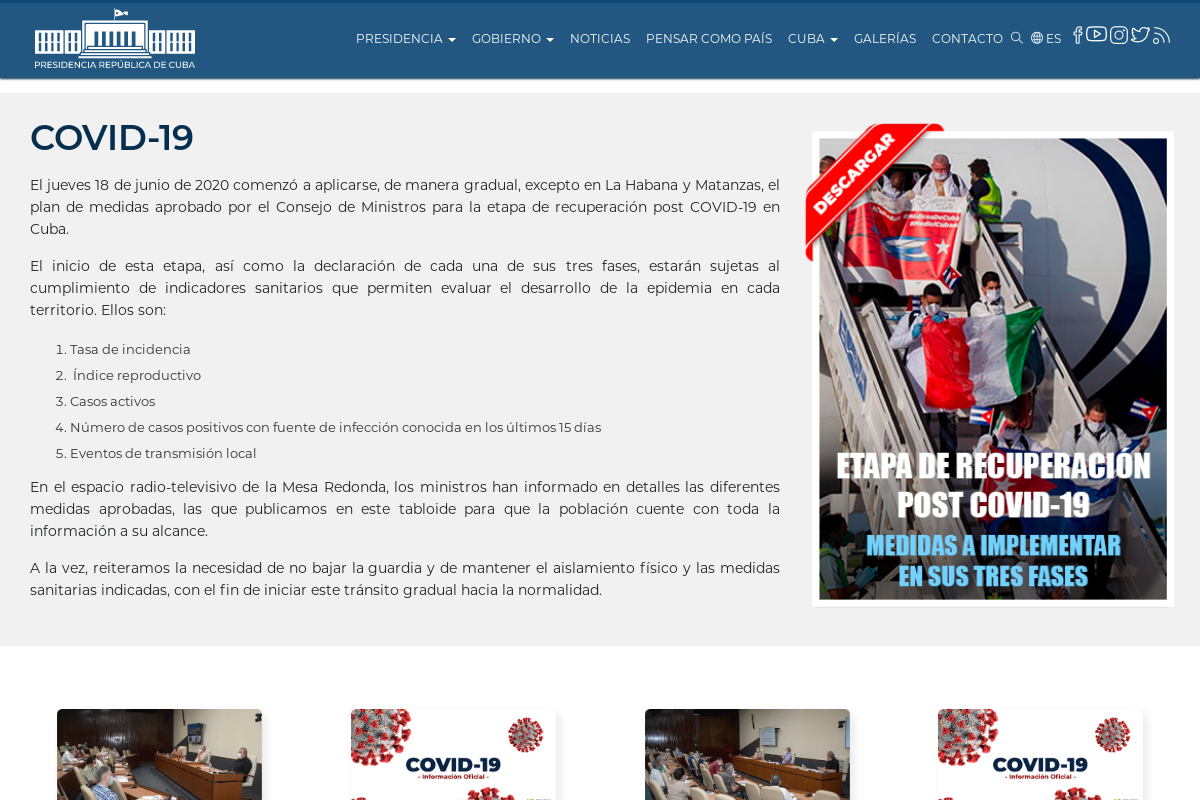 PRESIDENCIA REPÚBLICA DE CUBA
PRESIDENCIA
GOBIERNO
NOTICIAS
PENSAR COMO PAÍS
CUBA
GALERÍAS
CONTACTO
ES
COVID-19
El jueves 18 de junio de 2020 comenzó a aplicarse, de manera gradual, excepto en La Habana y Matanzas, el
plan de medidas aprobado por el Consejo de Ministros para la etapa de recuperación post COVID-19 en
Cuba.
El inicio de esta etapa, así como la declaración de cada una de sus tres fases, estarán sujetas al
cumplimiento de indicadores sanitarios que permiten evaluar el desarrollo de la epidemia en cada
territorio. Ellos son:
1. Tasa de incidencia
2. Índice reproductivo
3. Casos activos
4. Número de casos positivos con fuente de infección conocida en los últimos 15 días
5. Eventos de transmisión local
En el espacio radio-televisivo de la Mesa Redonda, los ministros han informado en detalles las diferentes
medidas aprobadas, las que publicamos en este tabloide para que la población cuente con toda la
información a su alcance.
A la vez, reiteramos la necesidad de no bajar la guardia y de mantener el aislamiento físico y las medidas
sanitarias indicadas, con el fin de iniciar este tránsito gradual hacia la normalidad.
DESCARGAR
ETAPA DE RECUPERACIÓN
POST COVID-19
MEDIDAS A IMPLEMENTAR
EN SUS TRES FASES
COVID-19
- Información Oficial -
COVID-19
- Información Oficial -